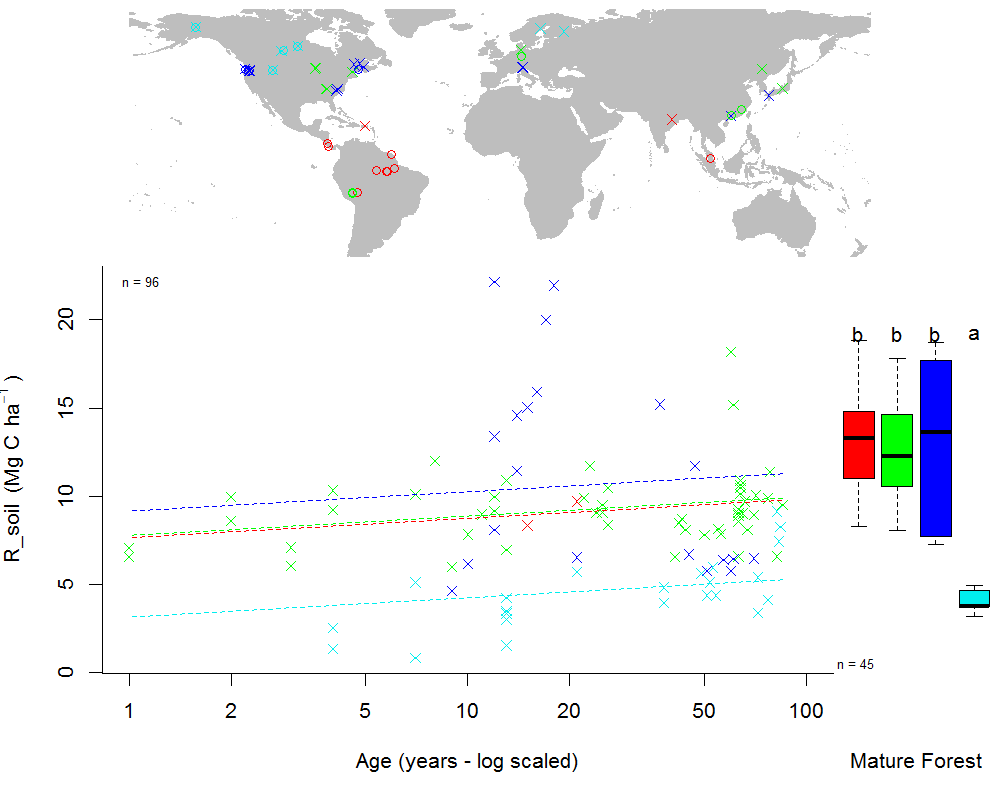 n = 96
R_soil (Mg C ha⁻¹ )
20
15
10
5
0
b b b a
n = 45
1 2 5 10 20 50 100
Age (years - log scaled)
Mature Forest